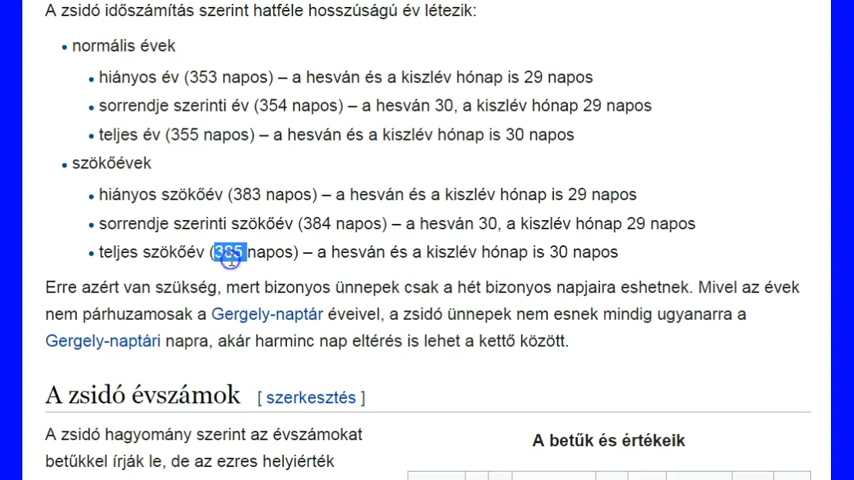 A zsidó időszámítás szerint hatféle hosszúságú év létezik:
• normális évek
• hiányos év (353 napos) – a hesván és a kiszlév hónap is 29 napos
• sorrendje szerinti év (354 napos) – a hesván 30, a kiszlév hónap 29 napos
• teljes év (355 napos) – a hesván és a kiszlév hónap is 30 napos
• szökőévek
• hiányos szökőév (383 napos) – a hesván és a kiszlév hónap is 29 napos
• sorrendje szerinti szökőév (384 napos) – a hesván 30, a kiszlév hónap 29 napos
• teljes szökőév (385 napos) – a hesván és a kiszlév hónap is 30 napos
Erre azért van szükség, mert bizonyos ünnepek csak a hét bizonyos napjaira eshetnek. Mivel az évek
nem párhuzamosak a Gergely-naptár éveivel, a zsidó ünnepek nem esnek mindig ugyanarra a
Gergely-naptári napra, akár harminc nap eltérés is lehet a kettő között.
A zsidó évszámok [ szerkesztés ]
A zsidó hagyomány szerint az évszámokat
betűkkel írják le, de az ezres helyiérték
A betűk és értékeik